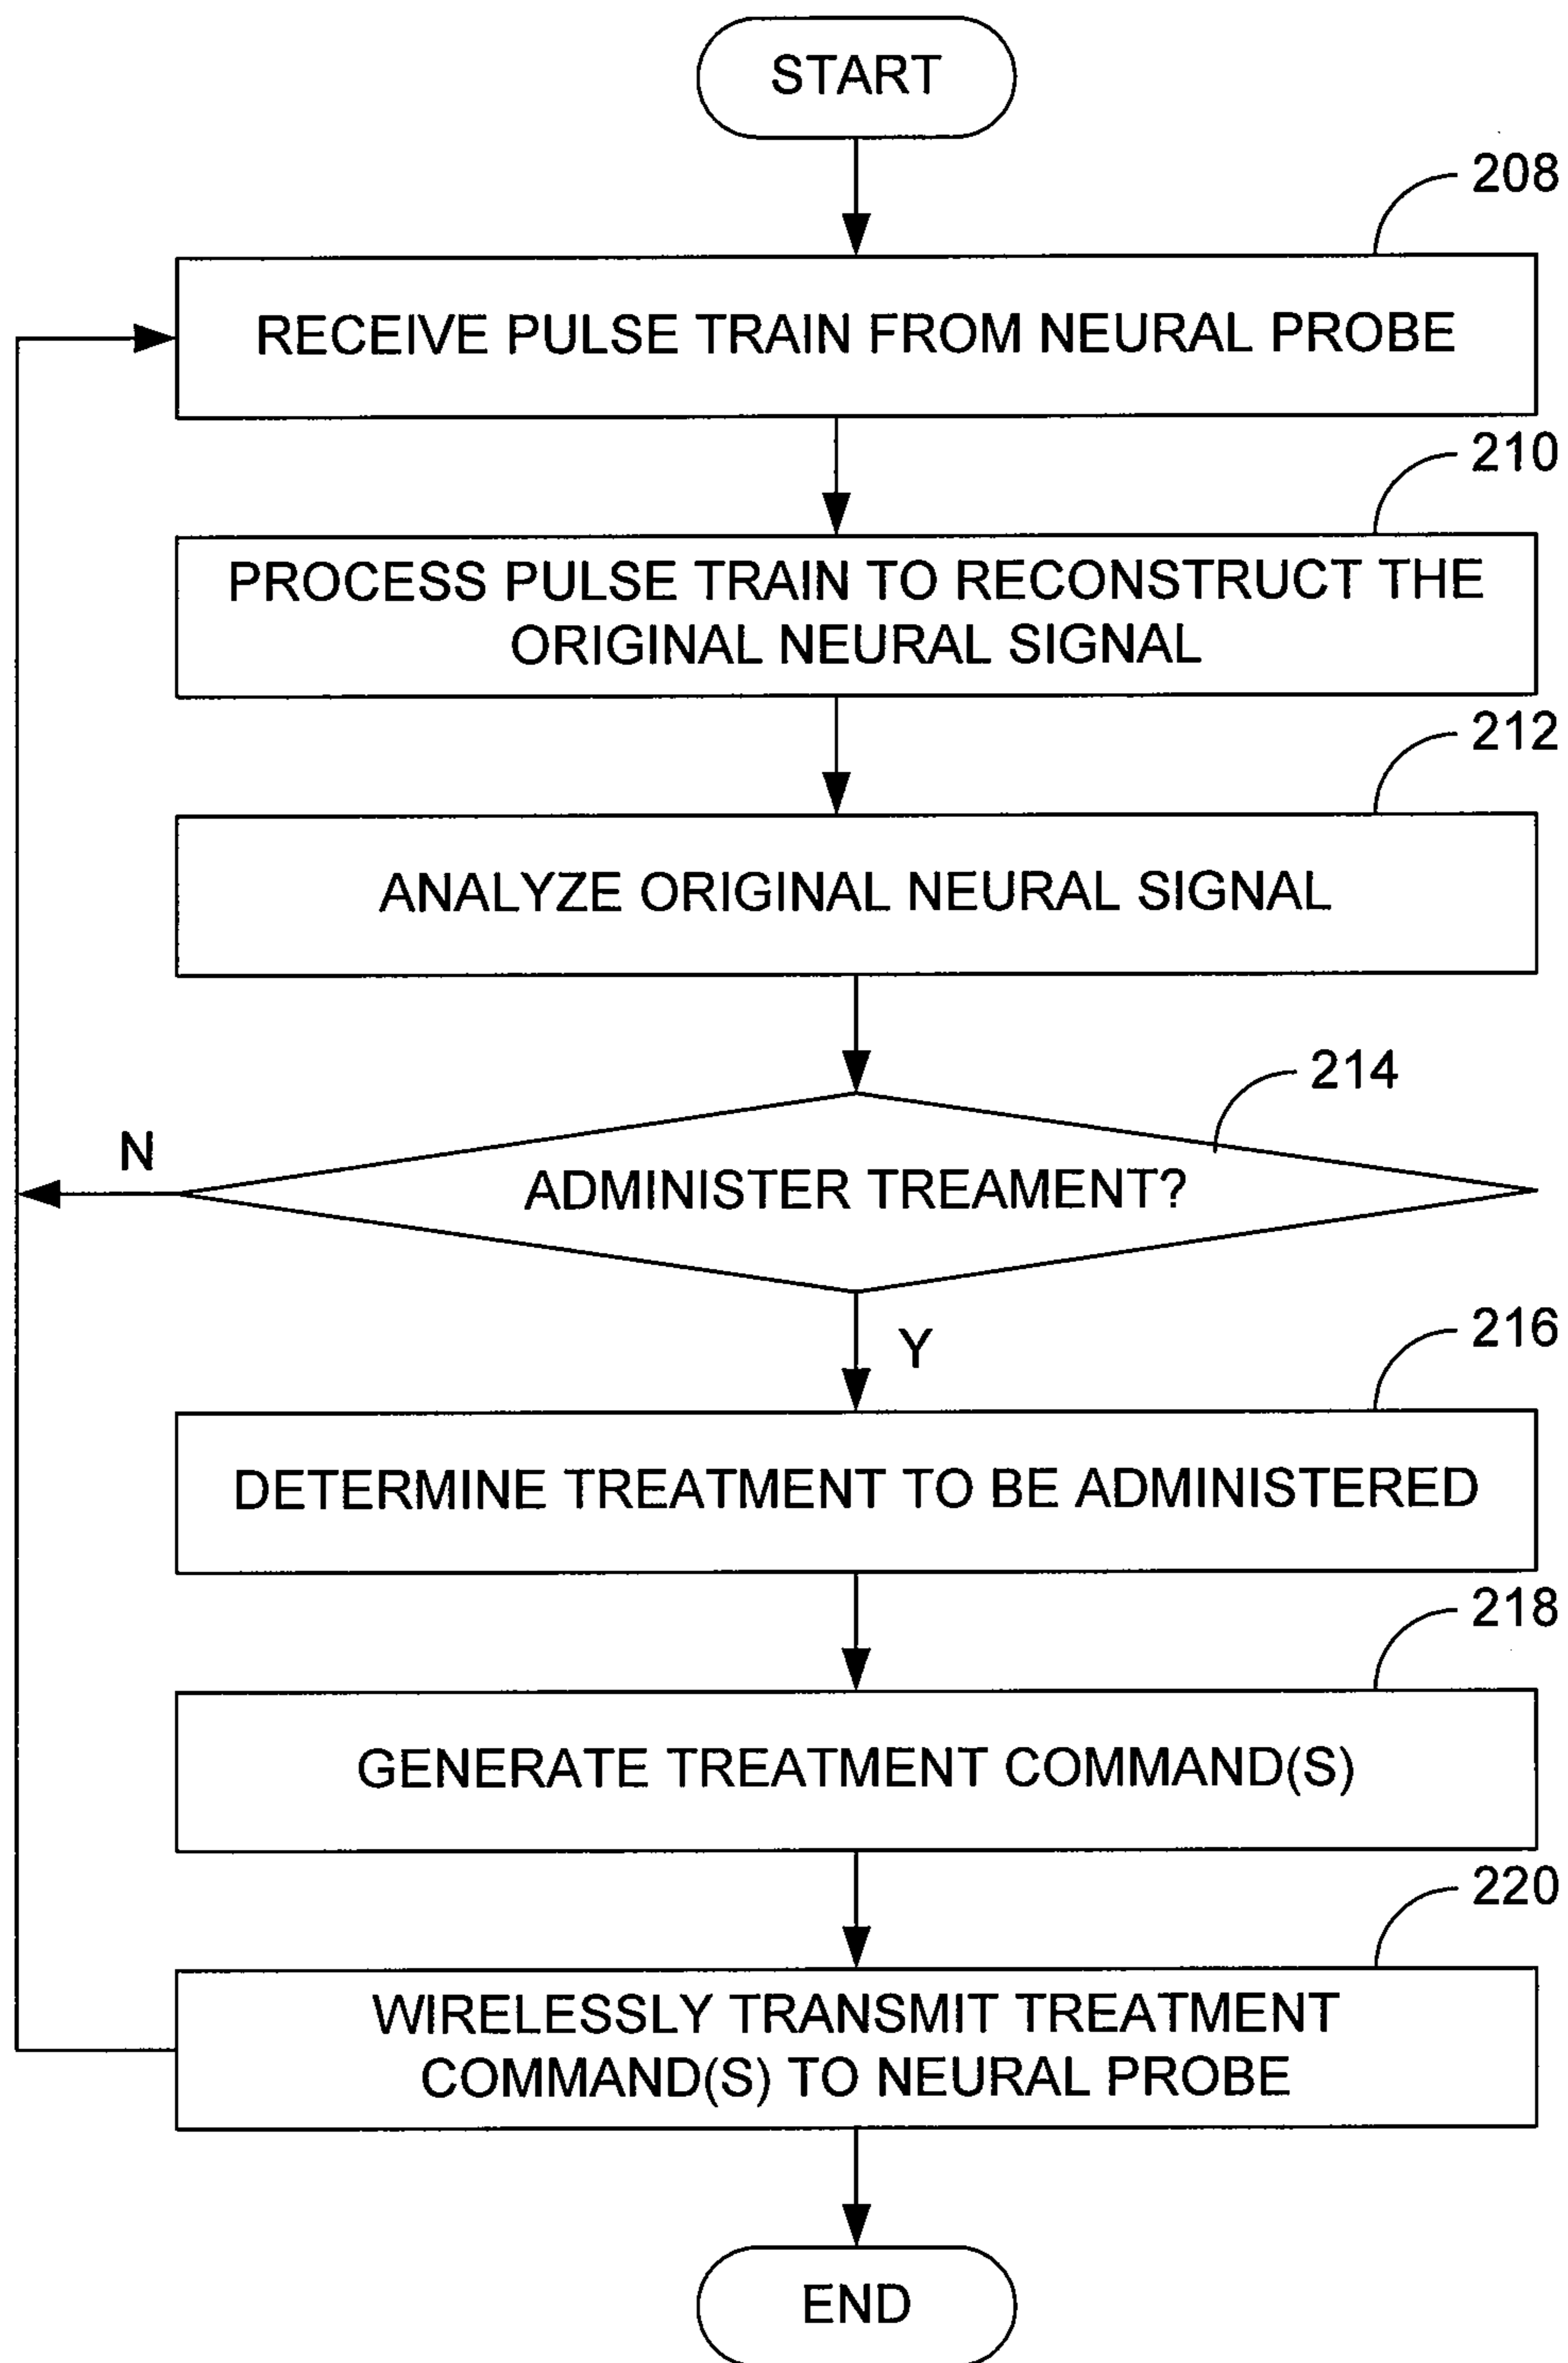 START
208
RECEIVE PULSE TRAIN FROM NEURAL PROBE
210
PROCESS PULSE TRAIN TO RECONSTRUCT THE
ORIGINAL NEURAL SIGNAL
212
ANALYZE ORIGINAL NEURAL SIGNAL
214
N
ADMINISTER TREAMENT?
Y
216
DETERMINE TREATMENT TO BE ADMINISTERED
218
GENERATE TREATMENT COMMAND(S)
220
WIRELESSLY TRANSMIT TREATMENT
COMMAND(S) TO NEURAL PROBE
END